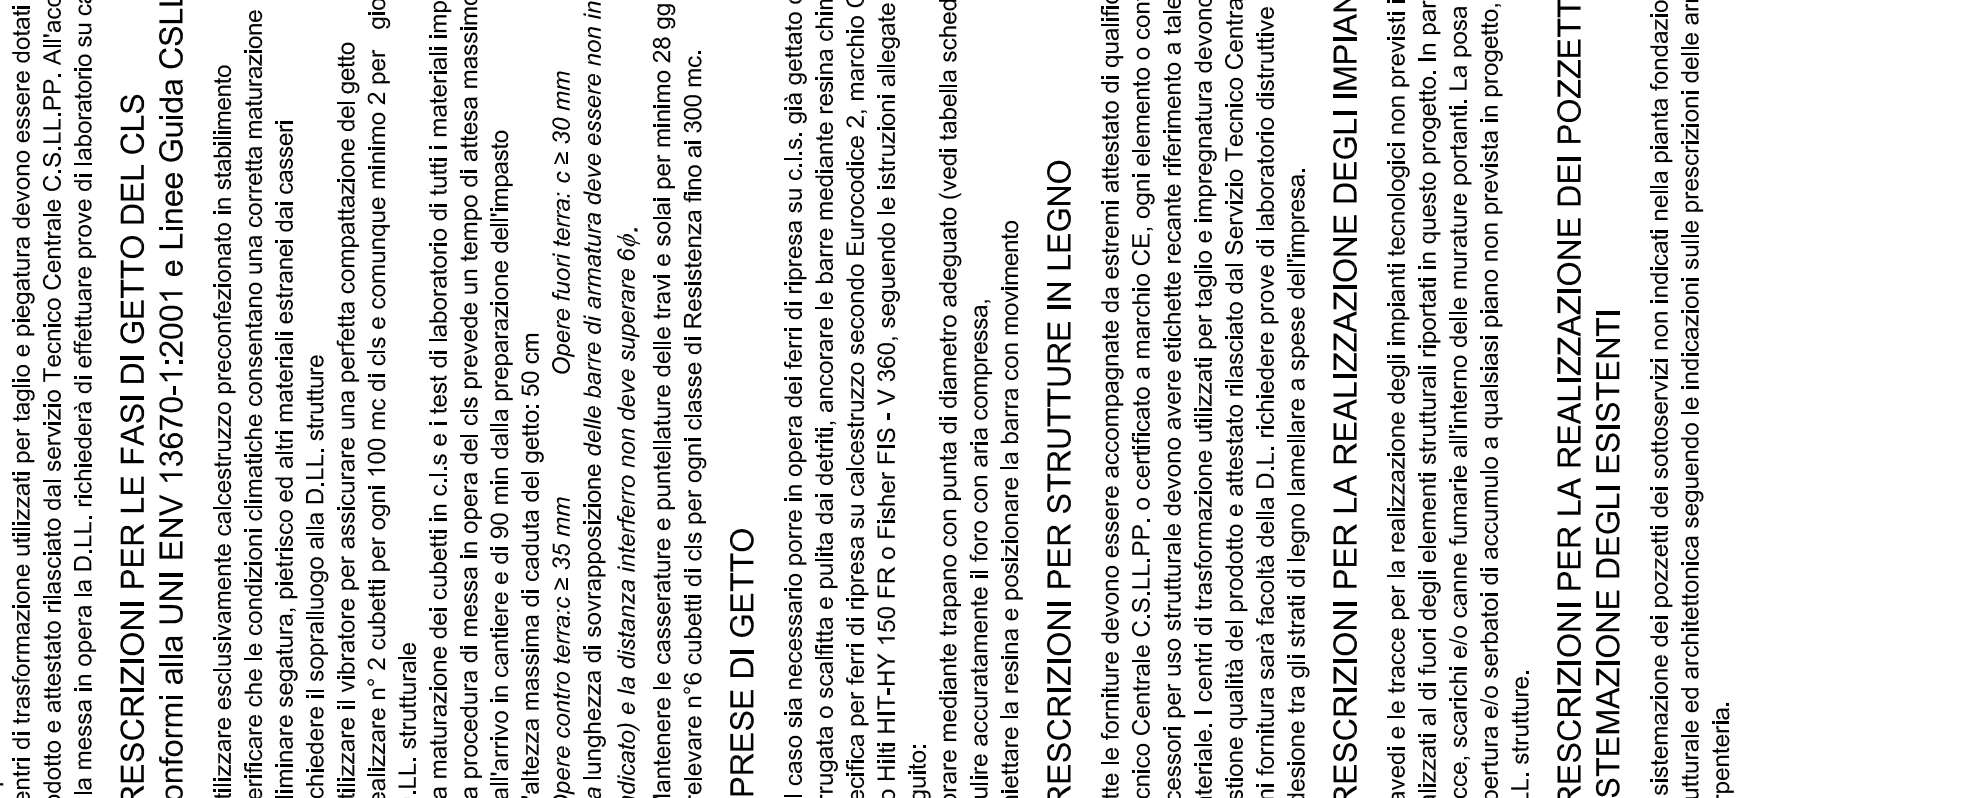 entri di trasformazione utilizzati per taglio e piegatura devono essere dotati
odotto e attestato rilasciato dal servizio Tecnico Centrale C.S.LL.PP. All'acc
la messa in opera la D.LL. richiederà di effettuare prove di laboratorio su ca
RESCRIZIONI PER LE FASI DI GETTO DEL CLS
onformi alla UNI ENV 13670-1:2001 e Linee Guida CSLL
tilizzare esclusivamente calcestruzzo preconfezionato in stabilimento
erificare che le condizioni climatiche consentano una corretta maturazione
liminare segatura, pietrisco ed altri materiali estranei dai casseri
chiedere il sopralluogo alla D.LL. strutture
tilizzare il vibratore per assicurare una perfetta compattazione del getto
ealizzare n° 2 cubetti per ogni 100 mc di cls e comunque minimo 2 per gio
.LL. strutturale
a maturazione dei cubetti in c.l.s e i test di laboratorio di tutti i materiali imp
a procedura di messa in opera del cls prevede un tempo di attesa massimo
all'arrivo in cantiere e di 90 min dalla preparazione dell'impasto
'altezza massima di caduta del getto: 50 cm
Opere contro terra:c ≥ 35 mm Opere fuori terra: c ≥ 30 mm
a lunghezza di sovrapposizione delle barre di armatura deve essere non in
ndicato) e la distanza interferro non deve superare 6ϕ.
lantenere le casserature e puntellature delle travi e solai per minimo 28 gg
relevare n°6 cubetti di cls per ogni classe di Resistenza fino ai 300 mc.
PRESE DI GETTO
l caso sia necessario porre in opera dei ferri di ripresa su c.l.s. già gettato c
rrugata o scalfitta e pulita dai detriti, ancorare le barre mediante resina chin
ecifica per ferri di ripresa su calcestruzzo secondo Eurocodice 2, marchio C
o Hilti HIT-HY 150 FR o Fisher FIS - V 360, seguendo le istruzioni allegate
guito:
orare mediante trapano con punta di diametro adeguato (vedi tabella sched
ulire accuratamente il foro con aria compressa,
niettare la resina e posizionare la barra con movimento
RESCRIZIONI PER STRUTTURE IN LEGNO
tte le forniture devono essere accompagnate da estremi attestato di qualific
cnico Centrale C.S.LL.PP. o certificato a marchio CE, ogni elemento o con
cessori per uso strutturale devono avere etichette recante riferimento a tale
ateriale. I centri di trasformazione utilizzati per taglio e impregnatura devono
stione qualità del prodotto e attestato rilasciato dal Servizio Tecnico Centra
ni fornitura sarà facoltà della D.L. richiedere prove di laboratorio distruttive
desione tra gli strati di legno lamellare a spese dell'impresa.
RESCRIZIONI PER LA REALIZZAZIONE DEGLI IMPIAN
avedi e le tracce per la realizzazione degli impianti tecnologici non previsti i
alizzati al di fuori degli elementi strutturali riportati in questo progetto. In par
cce, scarichi e/o canne fumarie all'interno delle murature portanti. La posa
pertura e/o serbatoi di accumulo a qualsiasi piano non prevista in progetto,
L. strutture.
RESCRIZIONI PER LA REALIZZAZIONE DEI POZZETT
STEMAZIONE DEGLI ESISTENTI
sistemazione dei pozzetti dei sottoservizi non indicati nella pianta fondazio
utturale ed architettonica seguendo le indicazioni sulle prescrizioni delle arr
rpenteria.